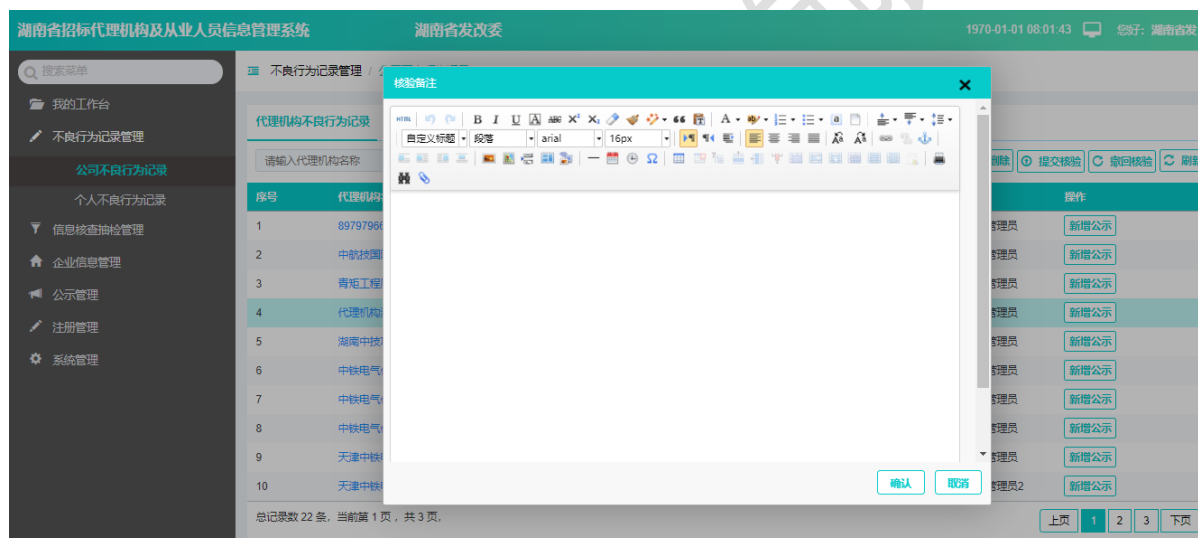 湖南省招标代理机构及从业人员信息管理系统
湖南省发改委
1970-01-01 08:01:43
您好：湖南省发
搜索菜单
我的工作台
不良行为记录管理
公司不良行为记录
个人不良行为记录
信息核查抽检管理
企业信息管理
公示管理
注册管理
系统管理
不良行为记录管理 /
代理机构不良行为记录
请输入代理机构名称
提交核验
撤回核验
刷新
序号
代理机构
操作
1 89797966 管理员 新增公示
2 中航技国 管理员 新增公示
3 青矩工程 管理员 新增公示
4 代理机构 管理员 新增公示
5 湖南中技 管理员 新增公示
6 中铁电气 管理员 新增公示
7 中铁电气 管理员 新增公示
8 中铁电气 管理员 新增公示
9 天津中铁 管理员 新增公示
10 天津中铁 管理员2 新增公示
总记录数 22 条，当前第 1 页，共 3 页。
上页 1 2 3 下页
核验备注
HTML
自定义标题 段落 arial 16px
确认 取消